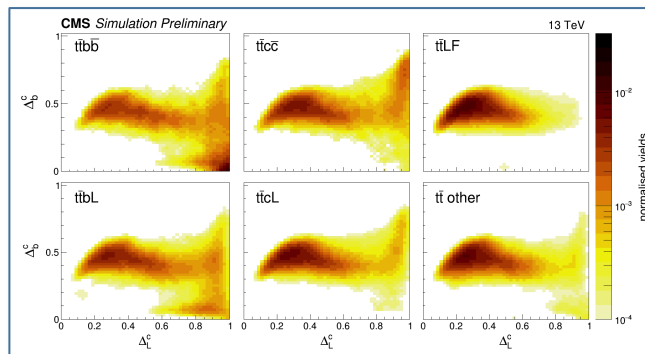 CMS Simulation Preliminary 13 TeV
tt̄bb̄ tt̄cc̄ tt̄LF
Δ_b^c
1
0.5
0
10⁻²
tt̄bL tt̄cL tt̄ other
Δ_b^c
1
0.5
0
10⁻³
normalised yields
10⁻⁴
0 0.2 0.4 0.6 0.8 1 0 0.2 0.4 0.6 0.8 1 0 0.2 0.4 0.6 0.8 1
Δ_L^c Δ_L^c Δ_L^c